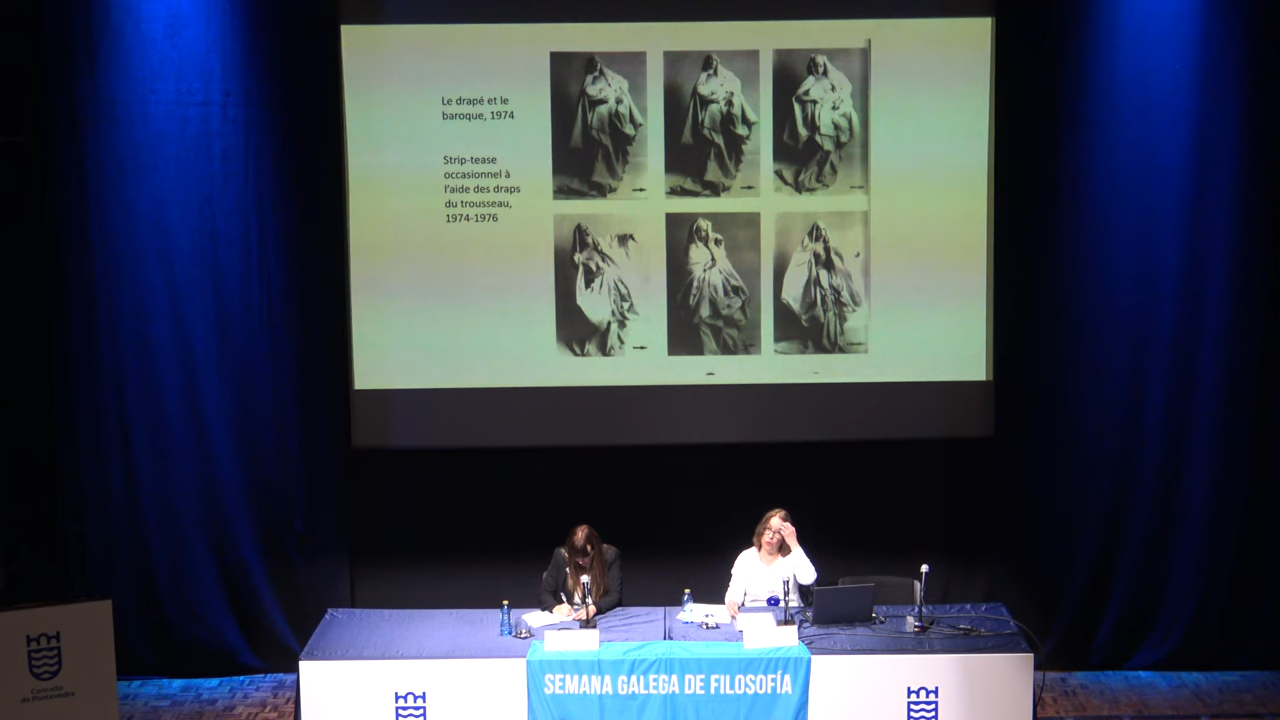 Le drapé et le
baroque, 1974
Strip-tease
occasionnel à
l'aide des draps
du trousseau,
1974-1976
SEMANA GALEGA DE FILOSOFÍA
Concello
de Pontevedra